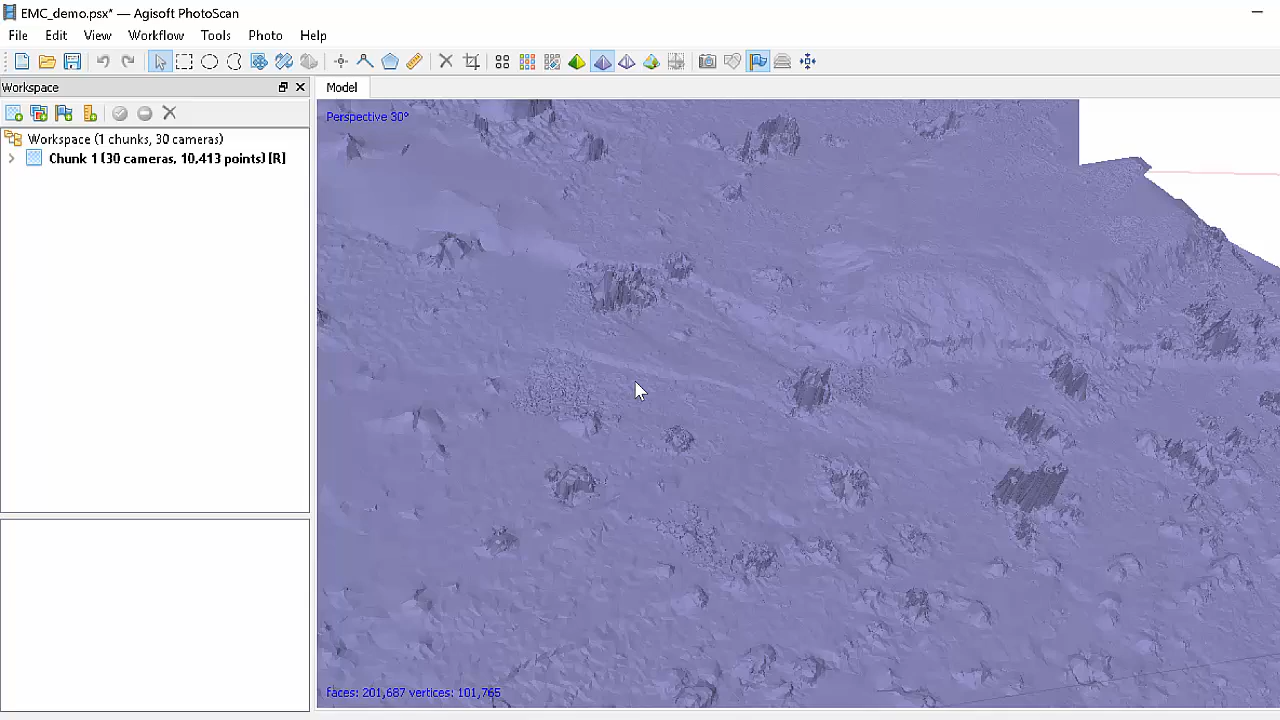 EMC_demo.psx* — Agisoft PhotoScan
File Edit View Workflow Tools Photo Help
Workspace
Model
Perspective 30°
Workspace (1 chunks, 30 cameras)
Chunk 1 (30 cameras, 10,413 points) [R]
faces: 201,687 vertices: 101,765